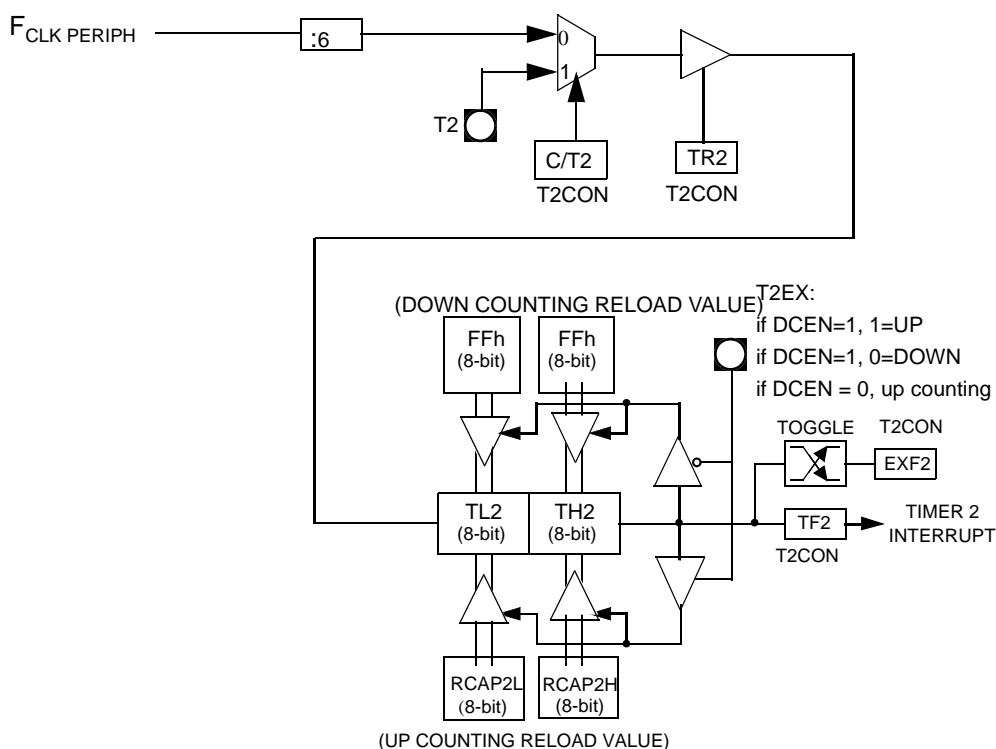 FCLK PERIPH
:6
0
1
T2
C/T2
TR2
T2CON
T2CON
(DOWN COUNTING RELOAD VALUE)
T2EX:
if DCEN=1, 1=UP
if DCEN=1, 0=DOWN
if DCEN = 0, up counting
FFh
(8-bit)
FFh
(8-bit)
TOGGLE
T2CON
EXF2
TL2
(8-bit)
TH2
(8-bit)
TF2
TIMER 2
INTERRUPT
T2CON
RCAP2L
(8-bit)
RCAP2H
(8-bit)
(UP COUNTING RELOAD VALUE)